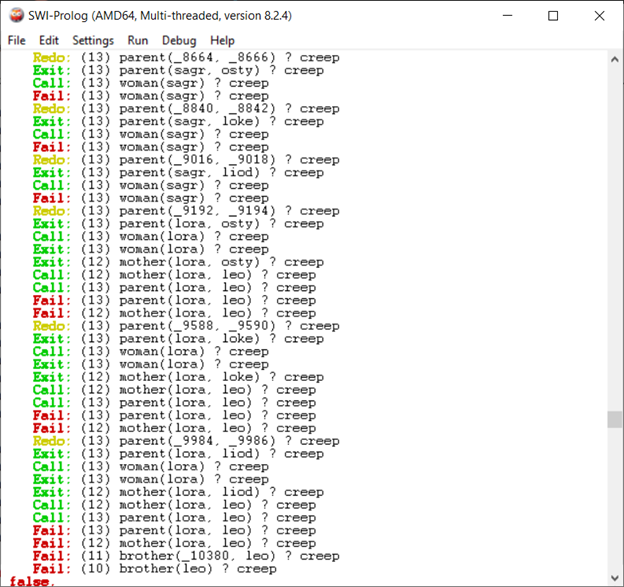 SWI-Prolog (AMD64, Multi-threaded, version 8.2.4)
File Edit Settings Run Debug Help
Redo: (13) parent(_8664, _8666) ? creep
Exit: (13) parent(sagr, osty) ? creep
Call: (13) woman(sagr) ? creep
Fail: (13) woman(sagr) ? creep
Redo: (13) parent(_8840, _8842) ? creep
Exit: (13) parent(sagr, loke) ? creep
Call: (13) woman(sagr) ? creep
Fail: (13) woman(sagr) ? creep
Redo: (13) parent(_9016, _9018) ? creep
Exit: (13) parent(sagr, liod) ? creep
Call: (13) woman(sagr) ? creep
Fail: (13) woman(sagr) ? creep
Redo: (13) parent(_9192, _9194) ? creep
Exit: (13) parent(lora, osty) ? creep
Call: (13) woman(lora) ? creep
Exit: (13) woman(lora) ? creep
Exit: (12) mother(lora, osty) ? creep
Call: (12) mother(lora, leo) ? creep
Call: (13) parent(lora, leo) ? creep
Fail: (13) parent(lora, leo) ? creep
Fail: (12) mother(lora, leo) ? creep
Redo: (13) parent(_9588, _9590) ? creep
Exit: (13) parent(lora, loke) ? creep
Call: (13) woman(lora) ? creep
Exit: (13) woman(lora) ? creep
Exit: (12) mother(lora, loke) ? creep
Call: (12) mother(lora, leo) ? creep
Call: (13) parent(lora, leo) ? creep
Fail: (13) parent(lora, leo) ? creep
Fail: (12) mother(lora, leo) ? creep
Redo: (13) parent(_9984, _9986) ? creep
Exit: (13) parent(lora, liod) ? creep
Call: (13) woman(lora) ? creep
Exit: (13) woman(lora) ? creep
Exit: (12) mother(lora, liod) ? creep
Call: (12) mother(lora, leo) ? creep
Call: (13) parent(lora, leo) ? creep
Fail: (13) parent(lora, leo) ? creep
Fail: (12) mother(lora, leo) ? creep
Fail: (11) brother(_10380, leo) ? creep
Fail: (10) brother(leo) ? creep
false.